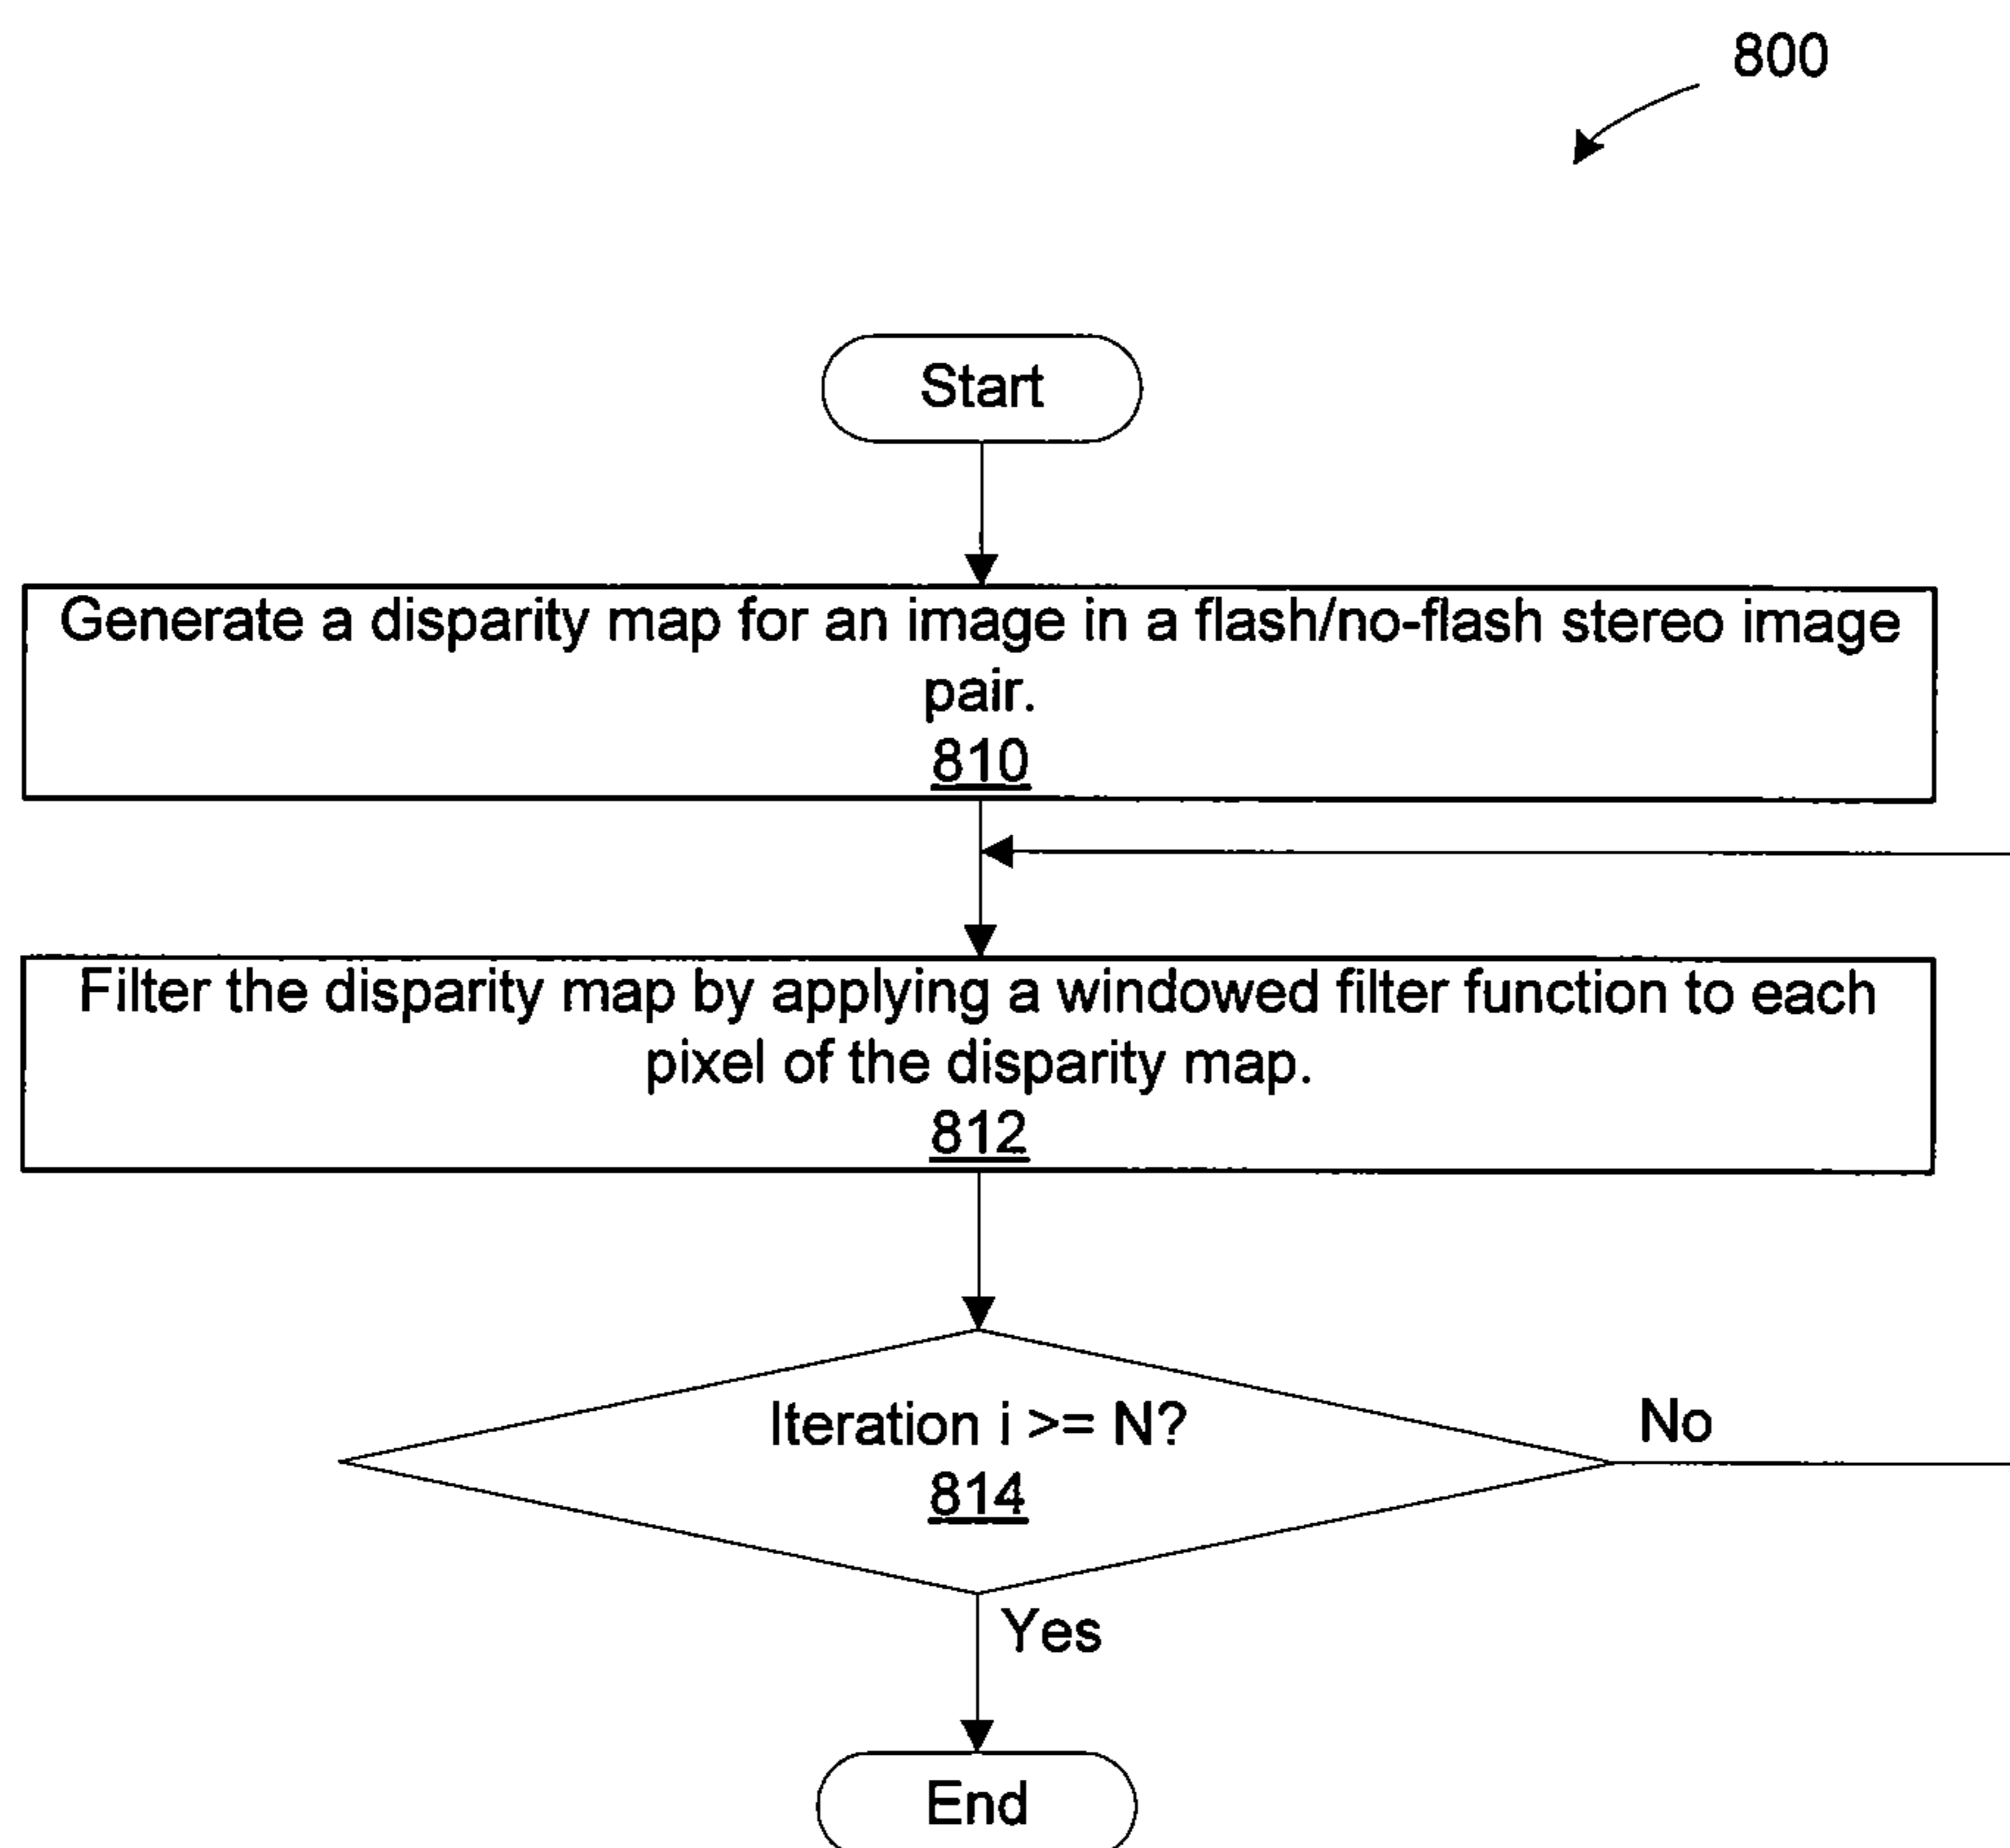 800
Start
Generate a disparity map for an image in a flash/no-flash stereo image
pair.
810
Filter the disparity map by applying a windowed filter function to each
pixel of the disparity map.
812
Iteration i >= N?
814
No
Yes
End